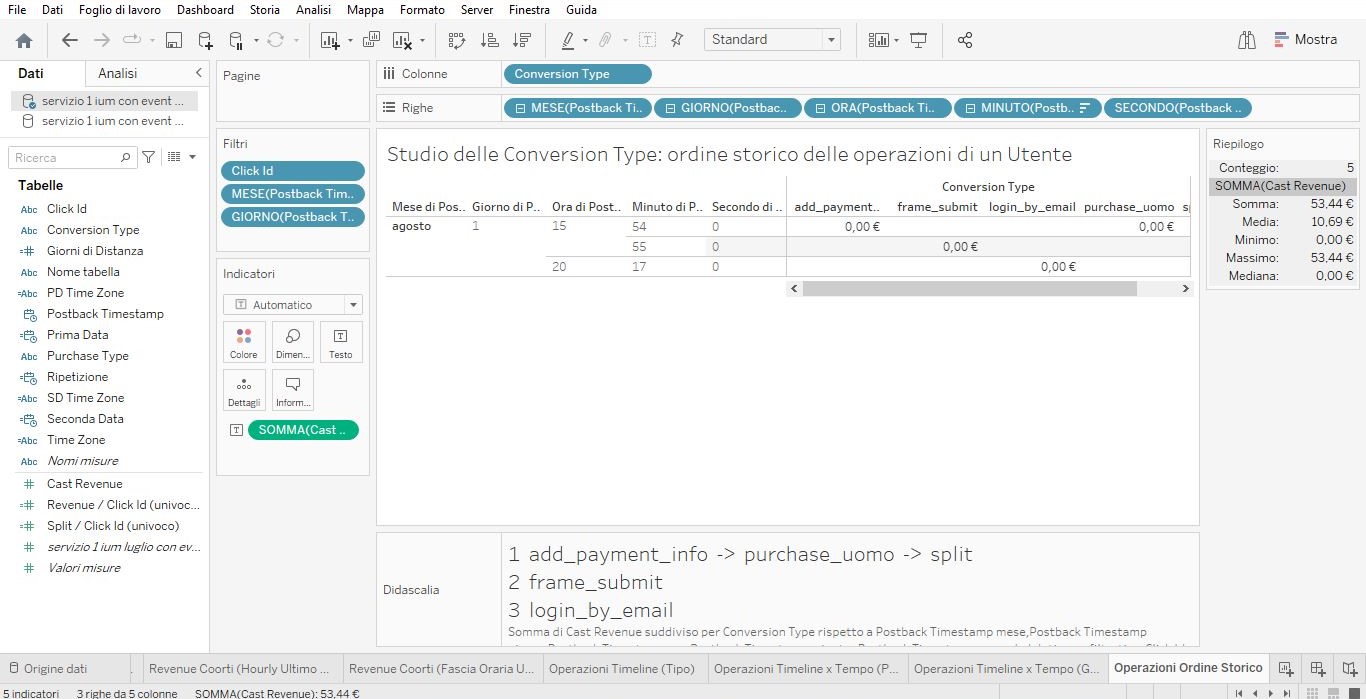 File Dati Foglio di lavoro Dashboard Storia Analisi Mappa Formato Server Finestra Guida
Standard
Mostra
Dati Analisi
servizio 1 ium con event ...
servizio 1 ium con event ...
Ricerca
Tabelle
Abc Click Id
Abc Conversion Type
Giorni di Distanza
Abc Nome tabella
=Abc PD Time Zone
Postback Timestamp
Prima Data
Abc Purchase Type
Ripetizione
=Abc SD Time Zone
Seconda Data
=Abc Time Zone
Abc Nomi misure
Cast Revenue
Revenue / Click Id (univoc...
Split / Click Id (univoco)
servizio 1 ium luglio con ev...
Valori misure
Pagine
Filtri
Click Id
MESE(Postback Tim..
GIORNO(Postback T..
Indicatori
Automatico
Colore Dimen... Testo
Dettagli Inform...
SOMMA(Cast ..
Colonne Conversion Type
Righe MESE(Postback Ti.. GIORNO(Postbac.. ORA(Postback Ti.. MINUTO(Postb.. SECONDO(Postback ..
Studio delle Conversion Type: ordine storico delle operazioni di un Utente
Conversion Type
Mese di Pos.. Giorno di P.. Ora di Post.. Minuto di P.. Secondo di .. add_payment.. frame_submit login_by_email purchase_uomo
agosto 1 15 54 0 0,00 € 0,00 €
55 0 0,00 €
20 17 0 0,00 €
Riepilogo
Conteggio: 5
SOMMA(Cast Revenue)
Somma: 53,44 €
Media: 10,69 €
Minimo: 0,00 €
Massimo: 53,44 €
Mediana: 0,00 €
Didascalia
1 add_payment_info -> purchase_uomo -> split
2 frame_submit
3 login_by_email
Somma di Cast Revenue suddiviso per Conversion Type rispetto a Postback Timestamp mese,Postback Timestamp
Origine dati Revenue Coorti (Hourly Ultimo ... Revenue Coorti (Fascia Oraria U... Operazioni Timeline (Tipo) Operazioni Timeline x Tempo (P... Operazioni Timeline x Tempo (G... Operazioni Ordine Storico
5 indicatori 3 righe da 5 colonne SOMMA(Cast Revenue): 53,44 €